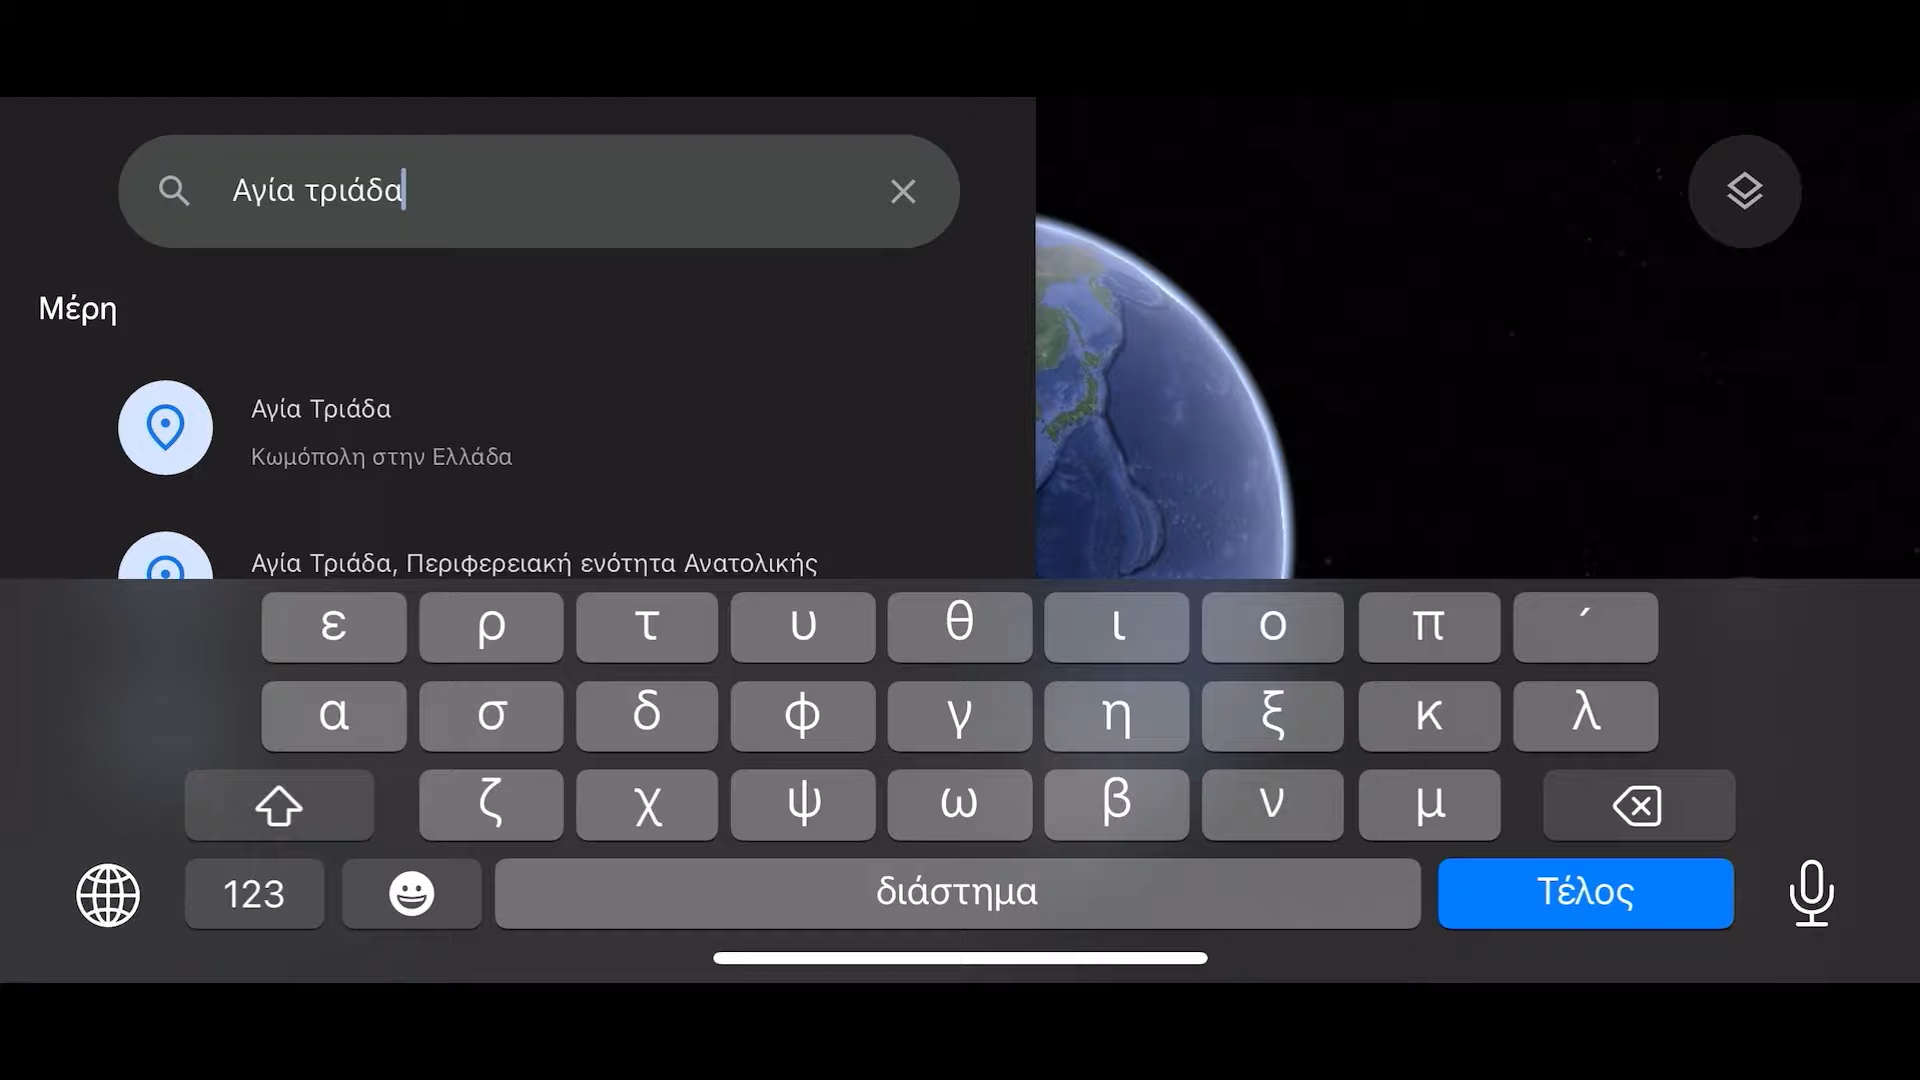 Αγία τριάδα
Μέρη
Αγία Τριάδα
Κωμόπολη στην Ελλάδα
Αγία Τριάδα, Περιφερειακή ενότητα Ανατολικής
ε ρ τ υ θ ι ο π ´
α σ δ φ γ η ξ κ λ
ζ χ ψ ω β ν μ
123 διάστημα Τέλος